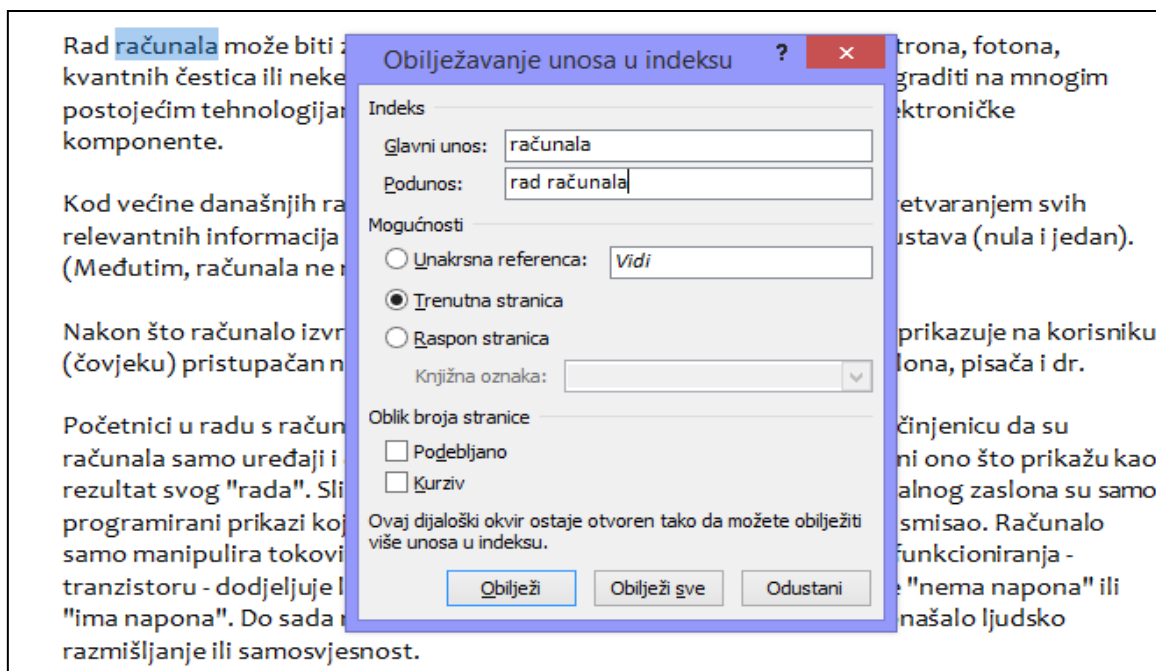 Rad računala može biti z trona, fotona,
kvantnih čestica ili neke graditi na mnogim
postojećim tehnologijar ektroničke
komponente.
Kod većine današnjih ra retvaranjem svih
relevantnih informacija ustava (nula i jedan).
(Međutim, računala ne r
Nakon što računalo izvr prikazuje na korisniku
(čovjeku) pristupačan n lona, pisača i dr.
Početnici u radu s račun činjenicu da su
računala samo uređaji i ni ono što prikažu kao
rezultat svog "rada". Sli alnog zaslona su samo
programirani prikazi koj smisao. Računalo
samo manipulira tokovi funkcioniranja -
tranzistoru - dodjeljuje l e "nema napona" ili
"ima napona". Do sada r našalo ljudsko
razmišljanje ili samosvjesnost.
Obilježavanje unosa u indeksu ? ×
Indeks
Glavni unos: računala
Podunos: rad računala
Mogućnosti
Unakrsna referenca: Vidi
Trenutna stranica
Raspon stranica
Knjižna oznaka:
Oblik broja stranice
Podebljano
Kurziv
Ovaj dijaloški okvir ostaje otvoren tako da možete obilježiti
više unosa u indeksu.
Obilježi Obilježi sve Odustani